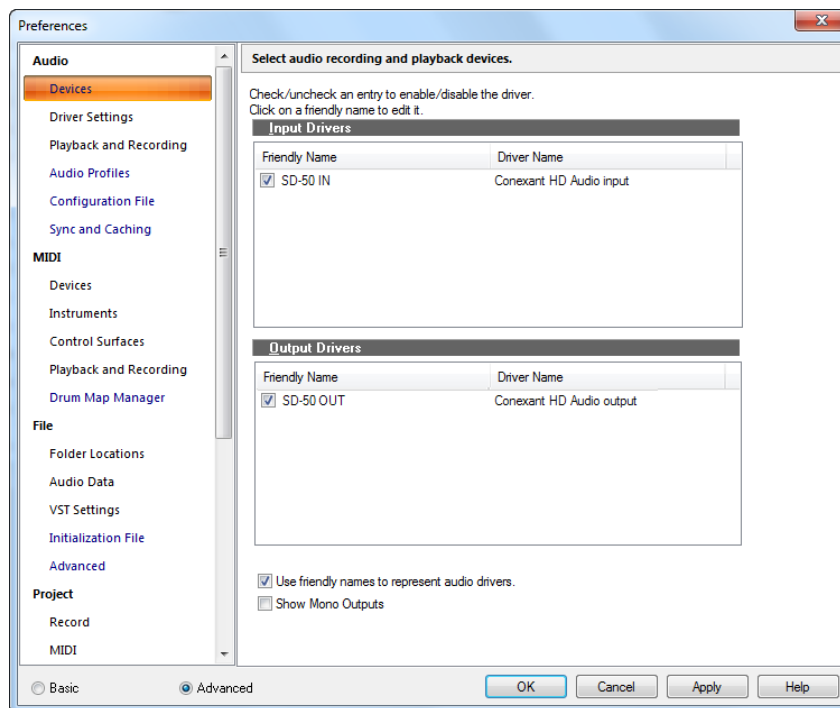 Preferences
Audio
Devices
Driver Settings
Playback and Recording
Audio Profiles
Configuration File
Sync and Caching
MIDI
Devices
Instruments
Control Surfaces
Playback and Recording
Drum Map Manager
File
Folder Locations
Audio Data
VST Settings
Initialization File
Advanced
Project
Record
MIDI
Basic
Advanced
Select audio recording and playback devices.
Check/uncheck an entry to enable/disable the driver.
Click on a friendly name to edit it.
Input Drivers
Friendly Name Driver Name
SD-50 IN Conexant HD Audio input
Output Drivers
Friendly Name Driver Name
SD-50 OUT Conexant HD Audio output
Use friendly names to represent audio drivers.
Show Mono Outputs
OK Cancel Apply Help